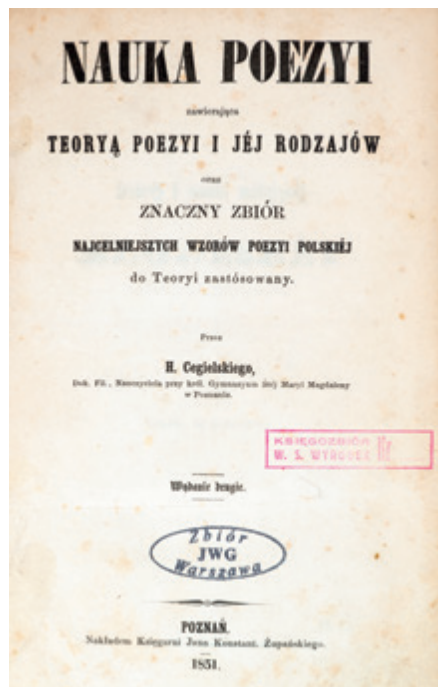 NAUKA POEZYI
zawierająca
TEORYĄ POEZYI I JÉJ RODZAJÓW
oraz
ZNACZNY ZBIÓR
NAJCELNIEJSZYCH WZORÓW POEZYI POLSKIÉJ
do Teoryi zastósowany.
Przez
H. Cegielskiego,
Dok. Fil., Nauczyciela przy król. Gymnazyum śtéj Maryi Magdaleny
w Poznaniu.
KSIĘGOZBIÓR
W. S.
Wydanie drugie.
Zbiór
JWG
Warszawa
POZNAŃ.
Nakładem Księgarni Jana Konstant. Żupańskiego.
1851.